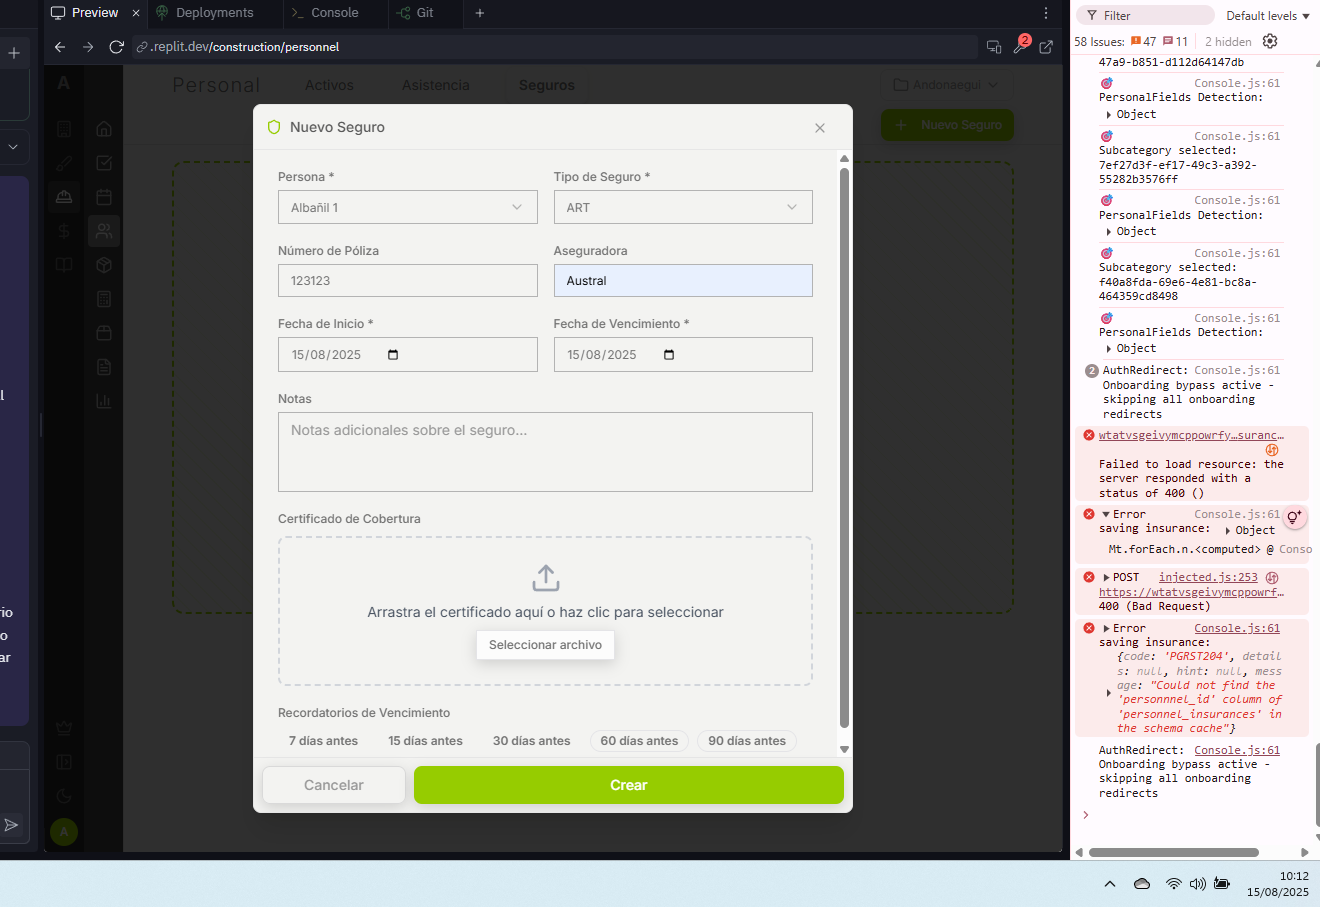 Preview
Deployments
Console
Git
.replit.dev/construction/personnel
2
A
Personal
Activos
Asistencia
Seguros
Andonaegui
Nuevo Seguro
Nuevo Seguro
Persona *
Tipo de Seguro *
Albañil 1
ART
Número de Póliza
Aseguradora
123123
Austral
Fecha de Inicio *
Fecha de Vencimiento *
15/08/2025
15/08/2025
Notas
Notas adicionales sobre el seguro...
Certificado de Cobertura
Arrastra el certificado aquí o haz clic para seleccionar
Seleccionar archivo
Recordatorios de Vencimiento
7 días antes
15 días antes
30 días antes
60 días antes
90 días antes
Cancelar
Crear
A
l
rio
o
ar
Filter
Default levels
58 Issues: 47 11 2 hidden
47a9-b851-d112d64147db
Console.js:61
PersonalFields Detection:
Object
Console.js:61
Subcategory selected:
7ef27d3f-ef17-49c3-a392-
55282b3576ff
Console.js:61
PersonalFields Detection:
Object
Console.js:61
Subcategory selected:
f40a8fda-69e6-4e81-bc8a-
464359cd8498
Console.js:61
PersonalFields Detection:
Object
2 AuthRedirect: Console.js:61
Onboarding bypass active -
skipping all onboarding
redirects
wtatvsgeivymcppowrfy…suranc…
Failed to load resource: the
server responded with a
status of 400 ()
Error Console.js:61
saving insurance: Object
Mt.forEach.n.<computed> @ Conso
POST injected.js:253
https://wtatvsgeivymcppowrf…
400 (Bad Request)
Error Console.js:61
saving insurance:
{code: 'PGRST204', detail
s: null, hint: null, mess
age: "Could not find the
'personnnel_id' column of
'personnel_insurances' in
the schema cache"}
AuthRedirect: Console.js:61
Onboarding bypass active -
skipping all onboarding
redirects
10:12
15/08/2025